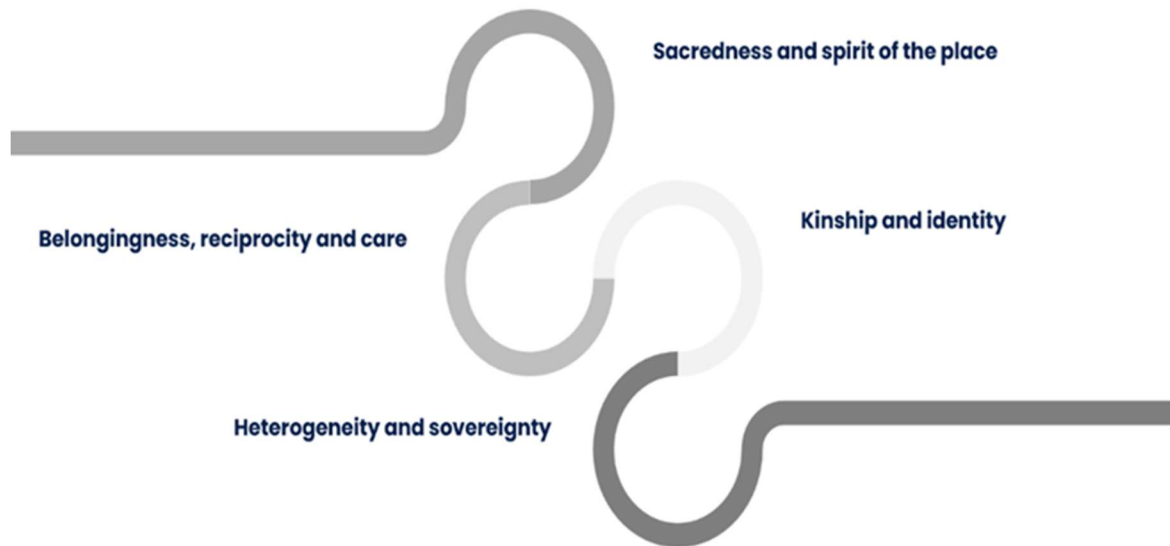 Sacredness and spirit of the place
Kinship and identity
Belongingness, reciprocity and care
Heterogeneity and sovereignty